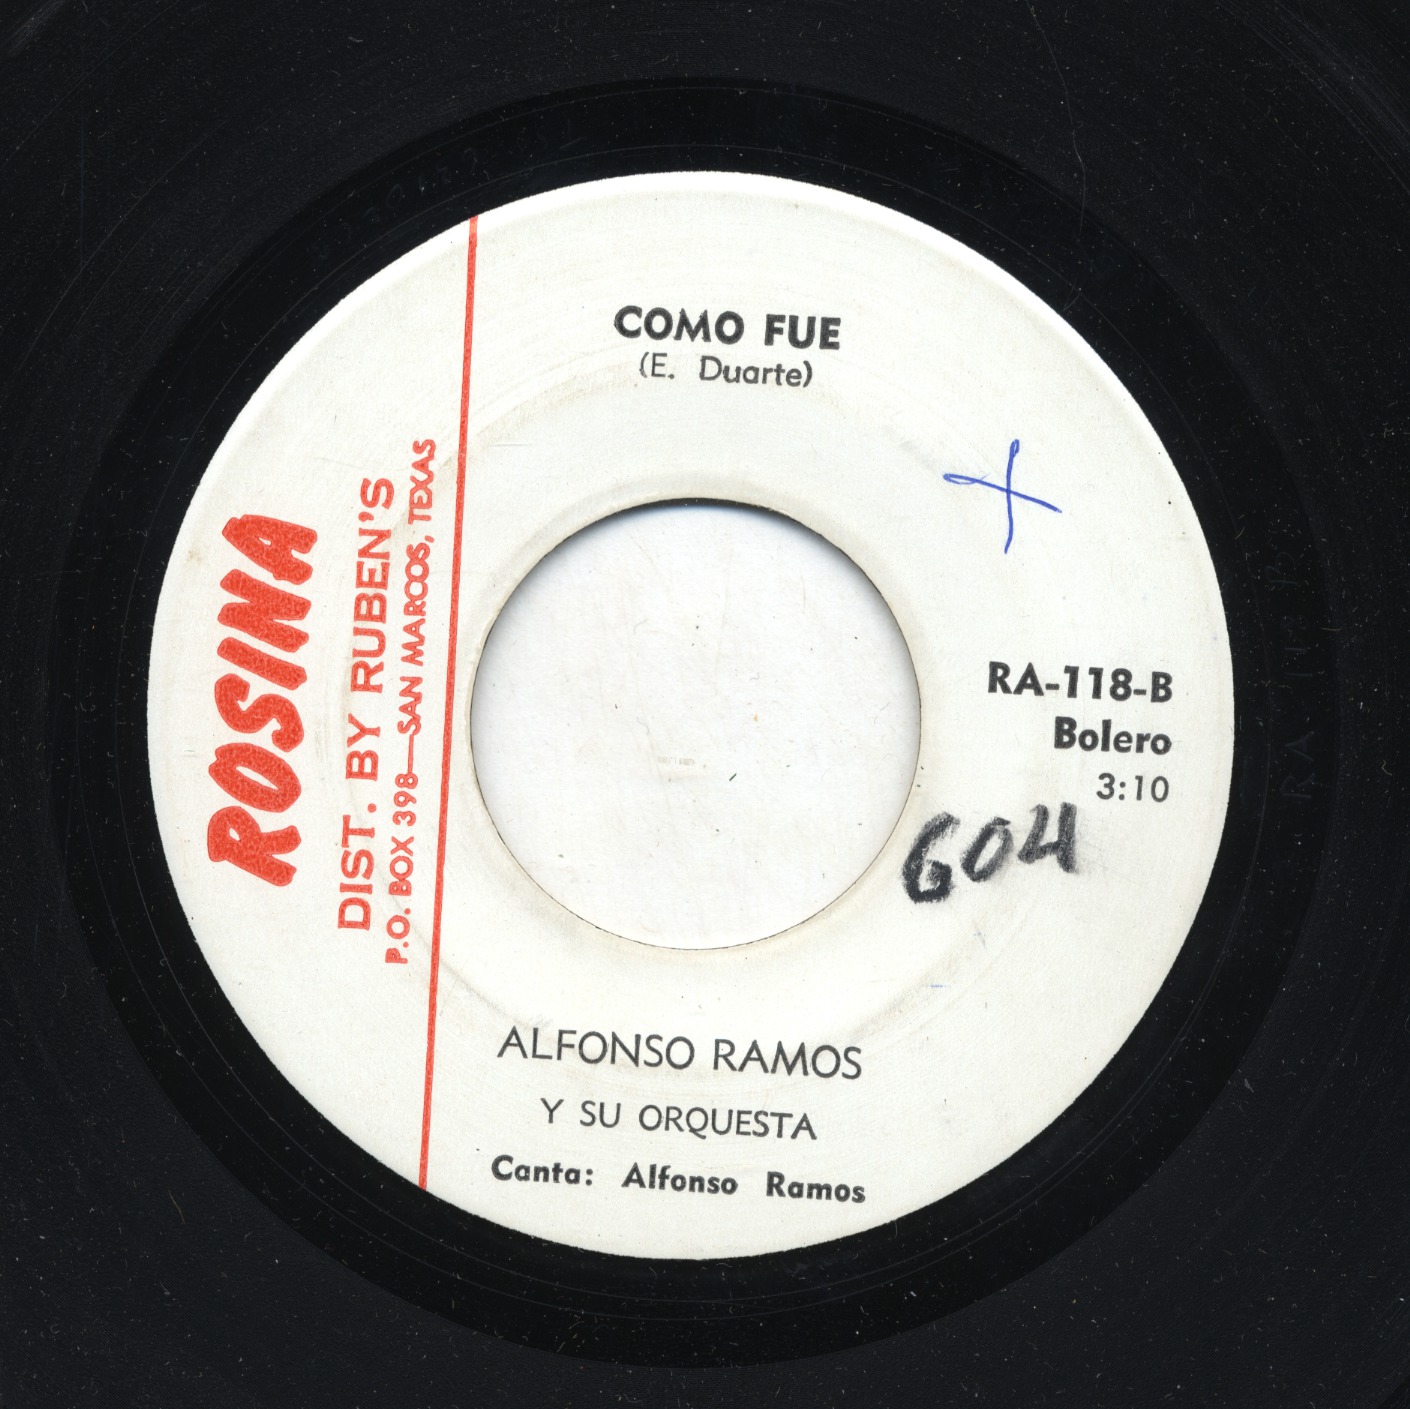 COMO FUE
(E. Duarte)
ROSINA
DIST. BY RUBEN'S
P.O. BOX 398—SAN MARCOS, TEXAS
RA-118-B
Bolero
3:10
604
ALFONSO RAMOS
Y SU ORQUESTA
Canta: Alfonso Ramos